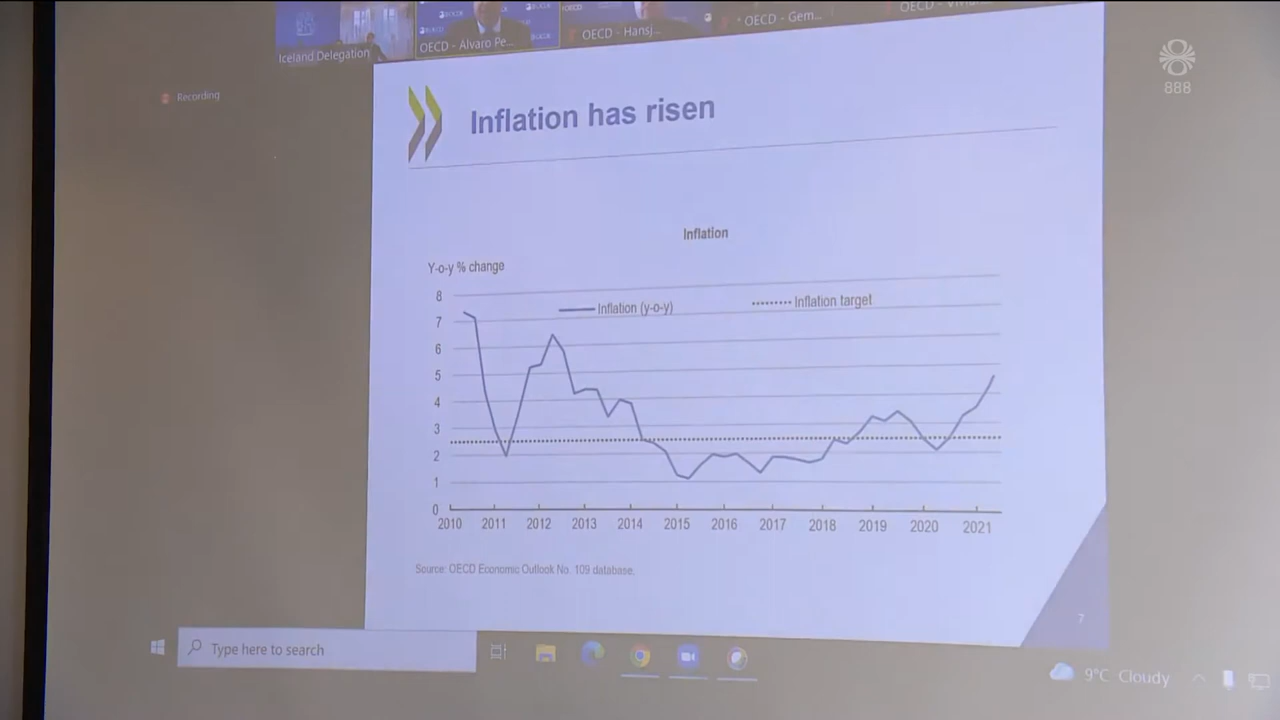 Iceland Delegation
OECD - Alvaro Pe...
OECD - Hansj...
OECD - Gem...
888
Recording
Inflation has risen
Inflation
Y-o-y % change
Inflation (y-o-y)
Inflation target
8
7
6
5
4
3
2
1
0
2010 2011 2012 2013 2014 2015 2016 2017 2018 2019 2020 2021
Source: OECD Economic Outlook No. 109 database.
7
Type here to search
9°C Cloudy